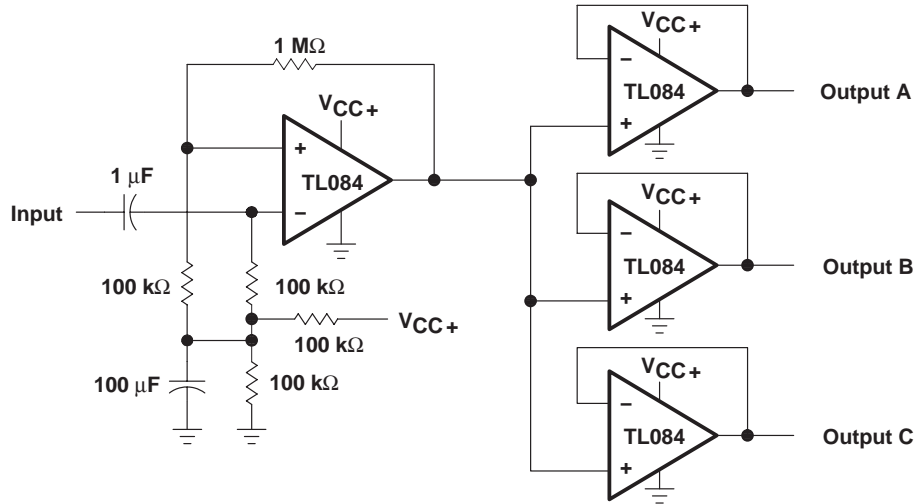 1 MΩ
VCC+
+
TL084
−
1 µF
Input
100 kΩ
100 kΩ
VCC+
100 kΩ
100 µF
100 kΩ
VCC+
−
TL084
+
Output A
VCC+
−
TL084
+
Output B
VCC+
−
TL084
+
Output C